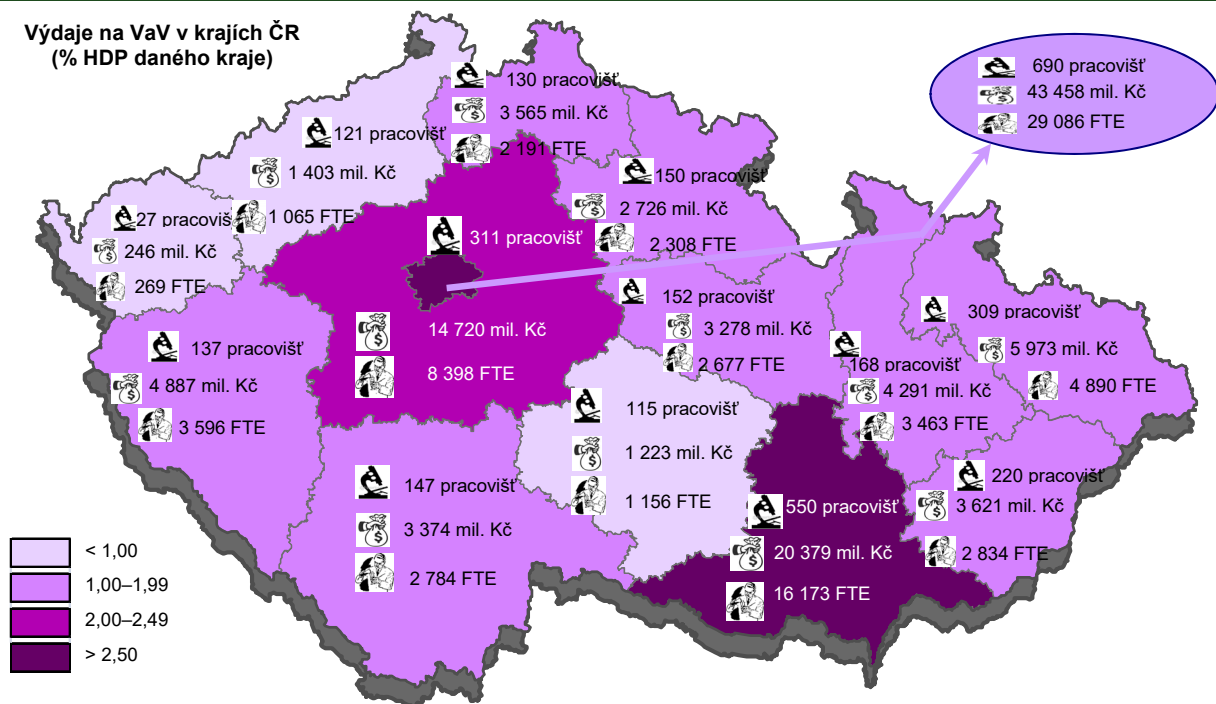 Výdaje na VaV v krajích ČR
(% HDP daného kraje)
690 pracovišť
43 458 mil. Kč
29 086 FTE
130 pracovišť
3 565 mil. Kč
2 191 FTE
121 pracovišť
1 403 mil. Kč
1 065 FTE
27 pracovišť
246 mil. Kč
269 FTE
150 pracovišť
2 726 mil. Kč
2 308 FTE
311 pracovišť
14 720 mil. Kč
8 398 FTE
152 pracovišť
3 278 mil. Kč
2 677 FTE
309 pracovišť
5 973 mil. Kč
4 890 FTE
137 pracovišť
4 887 mil. Kč
3 596 FTE
168 pracovišť
4 291 mil. Kč
3 463 FTE
115 pracovišť
1 223 mil. Kč
1 156 FTE
147 pracovišť
3 374 mil. Kč
2 784 FTE
550 pracovišť
20 379 mil. Kč
16 173 FTE
220 pracovišť
3 621 mil. Kč
2 834 FTE
< 1,00
1,00–1,99
2,00–2,49
> 2,50